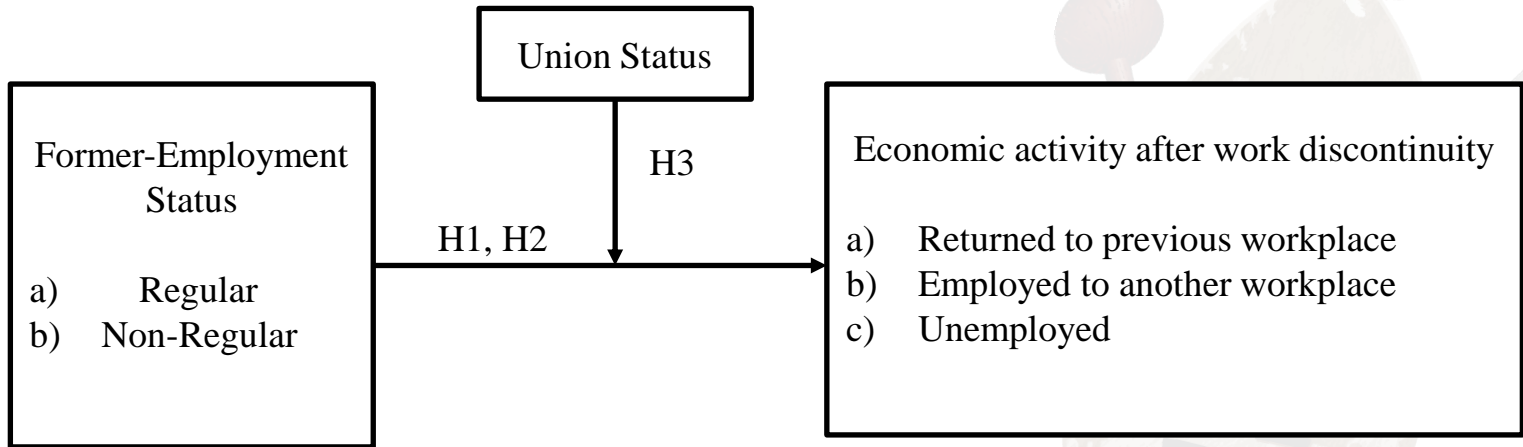 Union Status
Former-Employment
Status
a) Regular
b) Non-Regular
H1, H2
H3
Economic activity after work discontinuity
a) Returned to previous workplace
b) Employed to another workplace
c) Unemployed